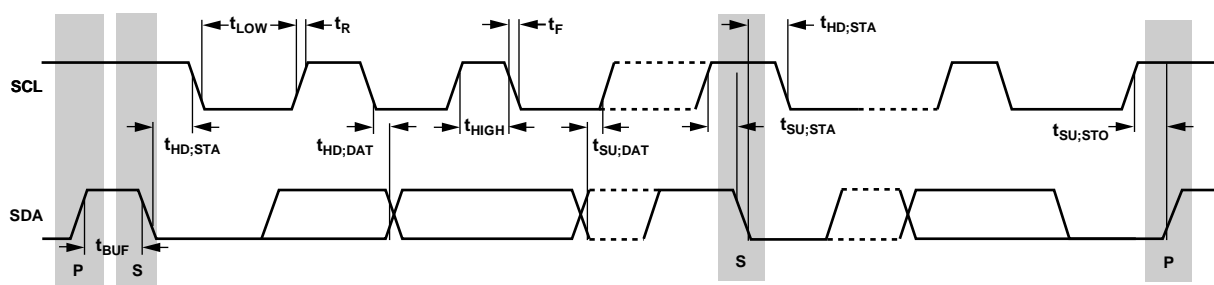 tLOW
tR
tF
tHD;STA
SCL
tHD;STA
tHD;DAT
tHIGH
tSU;DAT
tSU;STA
tSU;STO
SDA
tBUF
P
S
S
P